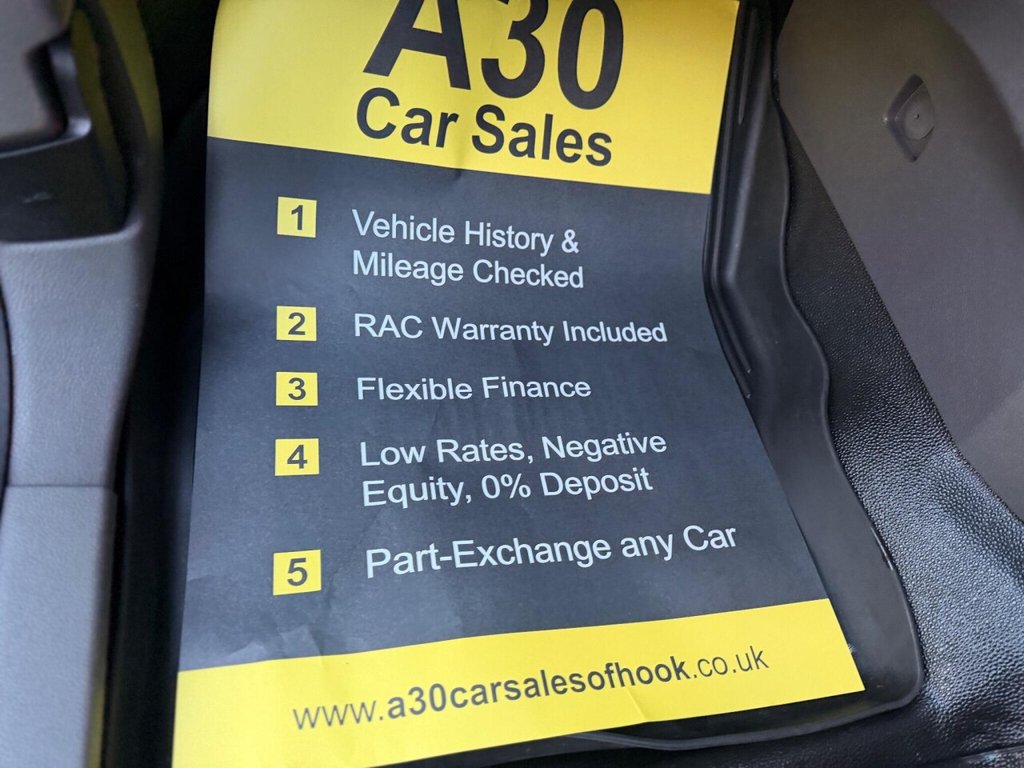 A30
Car Sales
1 Vehicle History &
Mileage Checked
2 RAC Warranty Included
3 Flexible Finance
4 Low Rates, Negative
Equity, 0% Deposit
5 Part-Exchange any Car
www.a30carsalesofhook.co.uk